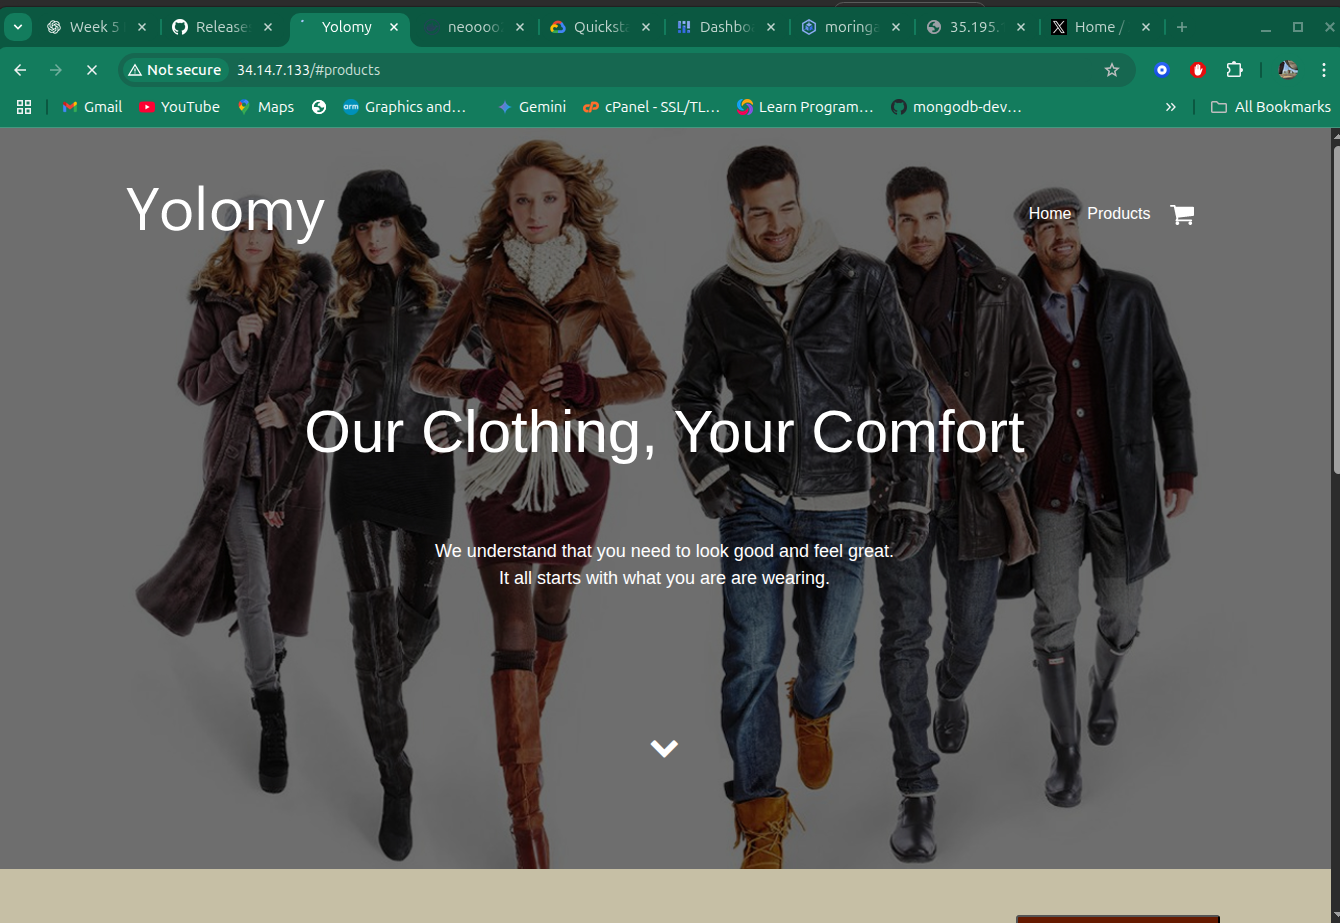 Week 5
Release
Yolomy
neoooo
Quickst
Dashbo
moringa
35.195.
Home /
Not secure
34.14.7.133/#products
Gmail
YouTube
Maps
Graphics and...
Gemini
cPanel - SSL/TL...
Learn Program...
mongodb-dev...
All Bookmarks
Yolomy
Home
Products
Our Clothing, Your Comfort
We understand that you need to look good and feel great.
It all starts with what you are are wearing.